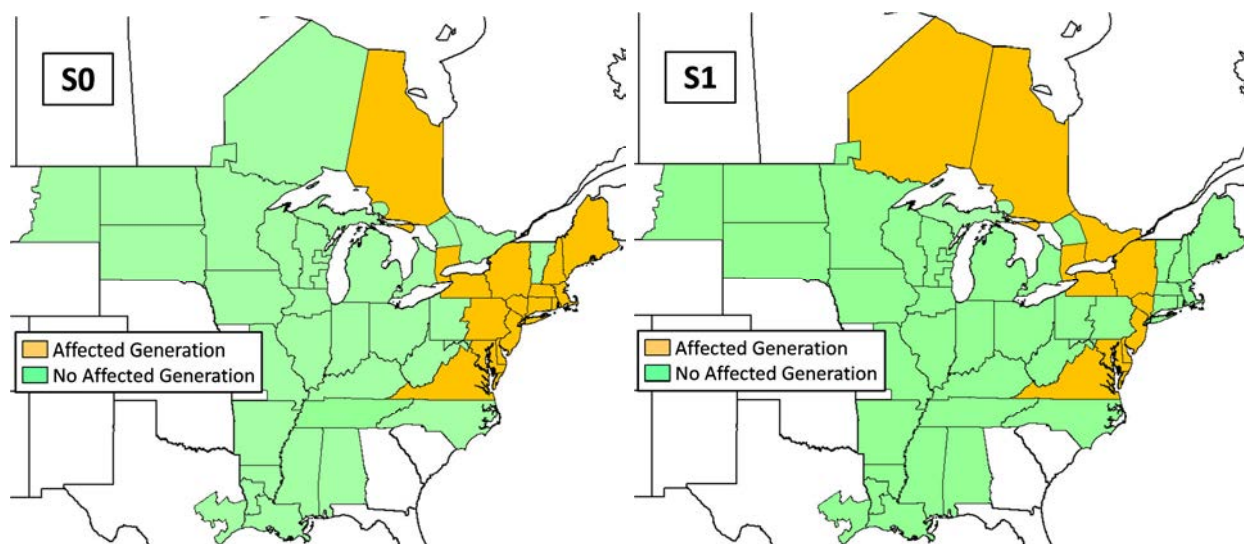 S0
Affected Generation
No Affected Generation
S1
Affected Generation
No Affected Generation